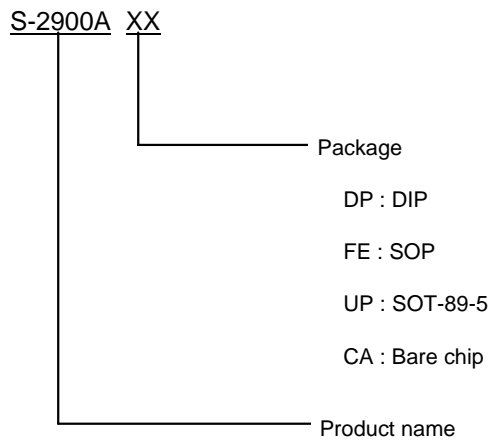 S-2900A XX
Package
DP : DIP
FE : SOP
UP : SOT-89-5
CA : Bare chip
Product name